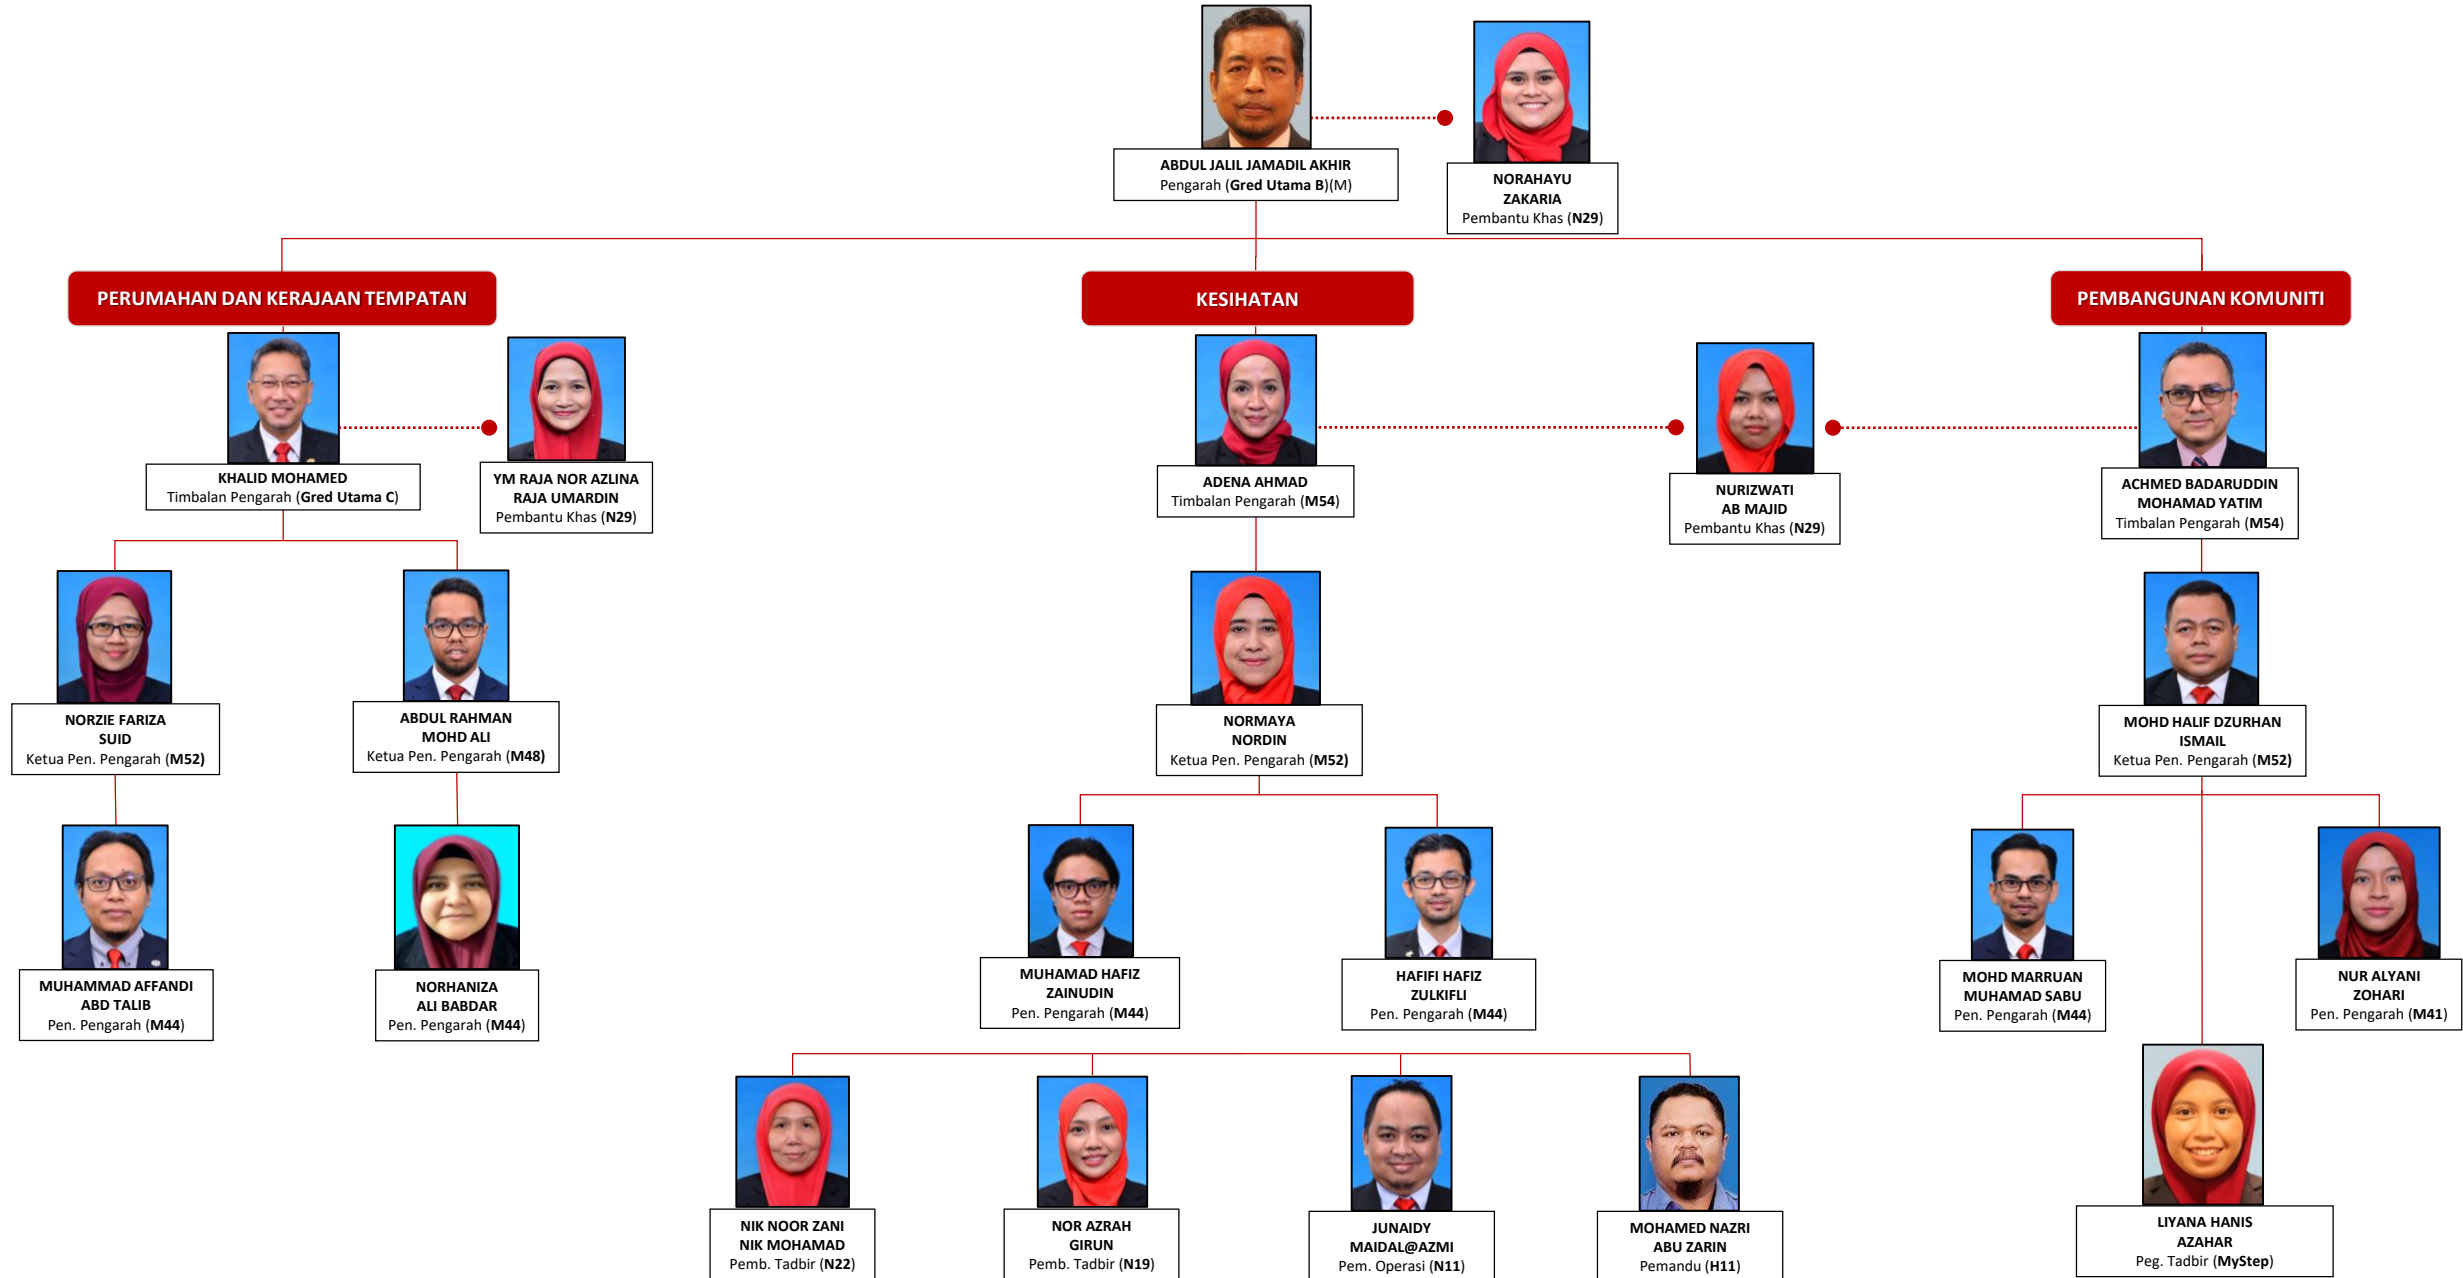 ABDUL JALIL JAMADIL AKHIR
Pengarah (Gred Utama B)(M)
NORAHAYU
ZAKARIA
Pembantu Khas (N29)
PERUMAHAN DAN KERAJAAN TEMPATAN
KESIHATAN
PEMBANGUNAN KOMUNITI
KHALID MOHAMED
Timbalan Pengarah (Gred Utama C)
YM RAJA NOR AZLINA
RAJA UMARDIN
Pembantu Khas (N29)
ADENA AHMAD
Timbalan Pengarah (M54)
NURIZWATI
AB MAJID
Pembantu Khas (N29)
ACHMED BADARUDDIN
MOHAMAD YATIM
Timbalan Pengarah (M54)
NORZIE FARIZA
SUID
Ketua Pen. Pengarah (M52)
ABDUL RAHMAN
MOHD ALI
Ketua Pen. Pengarah (M48)
NORMAYA
NORDIN
Ketua Pen. Pengarah (M52)
MOHD HALIF DZURHAN
ISMAIL
Ketua Pen. Pengarah (M52)
MUHAMMAD AFFANDI
ABD TALIB
Pen. Pengarah (M44)
NORHANIZA
ALI BABDAR
Pen. Pengarah (M44)
MUHAMAD HAFIZ
ZAINUDIN
Pen. Pengarah (M44)
HAFIFI HAFIZ
ZULKIFLI
Pen. Pengarah (M44)
MOHD MARRUAN
MUHAMAD SABU
Pen. Pengarah (M44)
NUR ALYANI
ZOHARI
Pen. Pengarah (M41)
NIK NOOR ZANI
NIK MOHAMAD
Pemb. Tadbir (N22)
NOR AZRAH
GIRUN
Pemb. Tadbir (N19)
JUNAIDY
MAIDAL@AZMI
Pem. Operasi (N11)
MOHAMED NAZRI
ABU ZARIN
Pemandu (H11)
LIYANA HANIS
AZAHAR
Peg. Tadbir (MyStep)